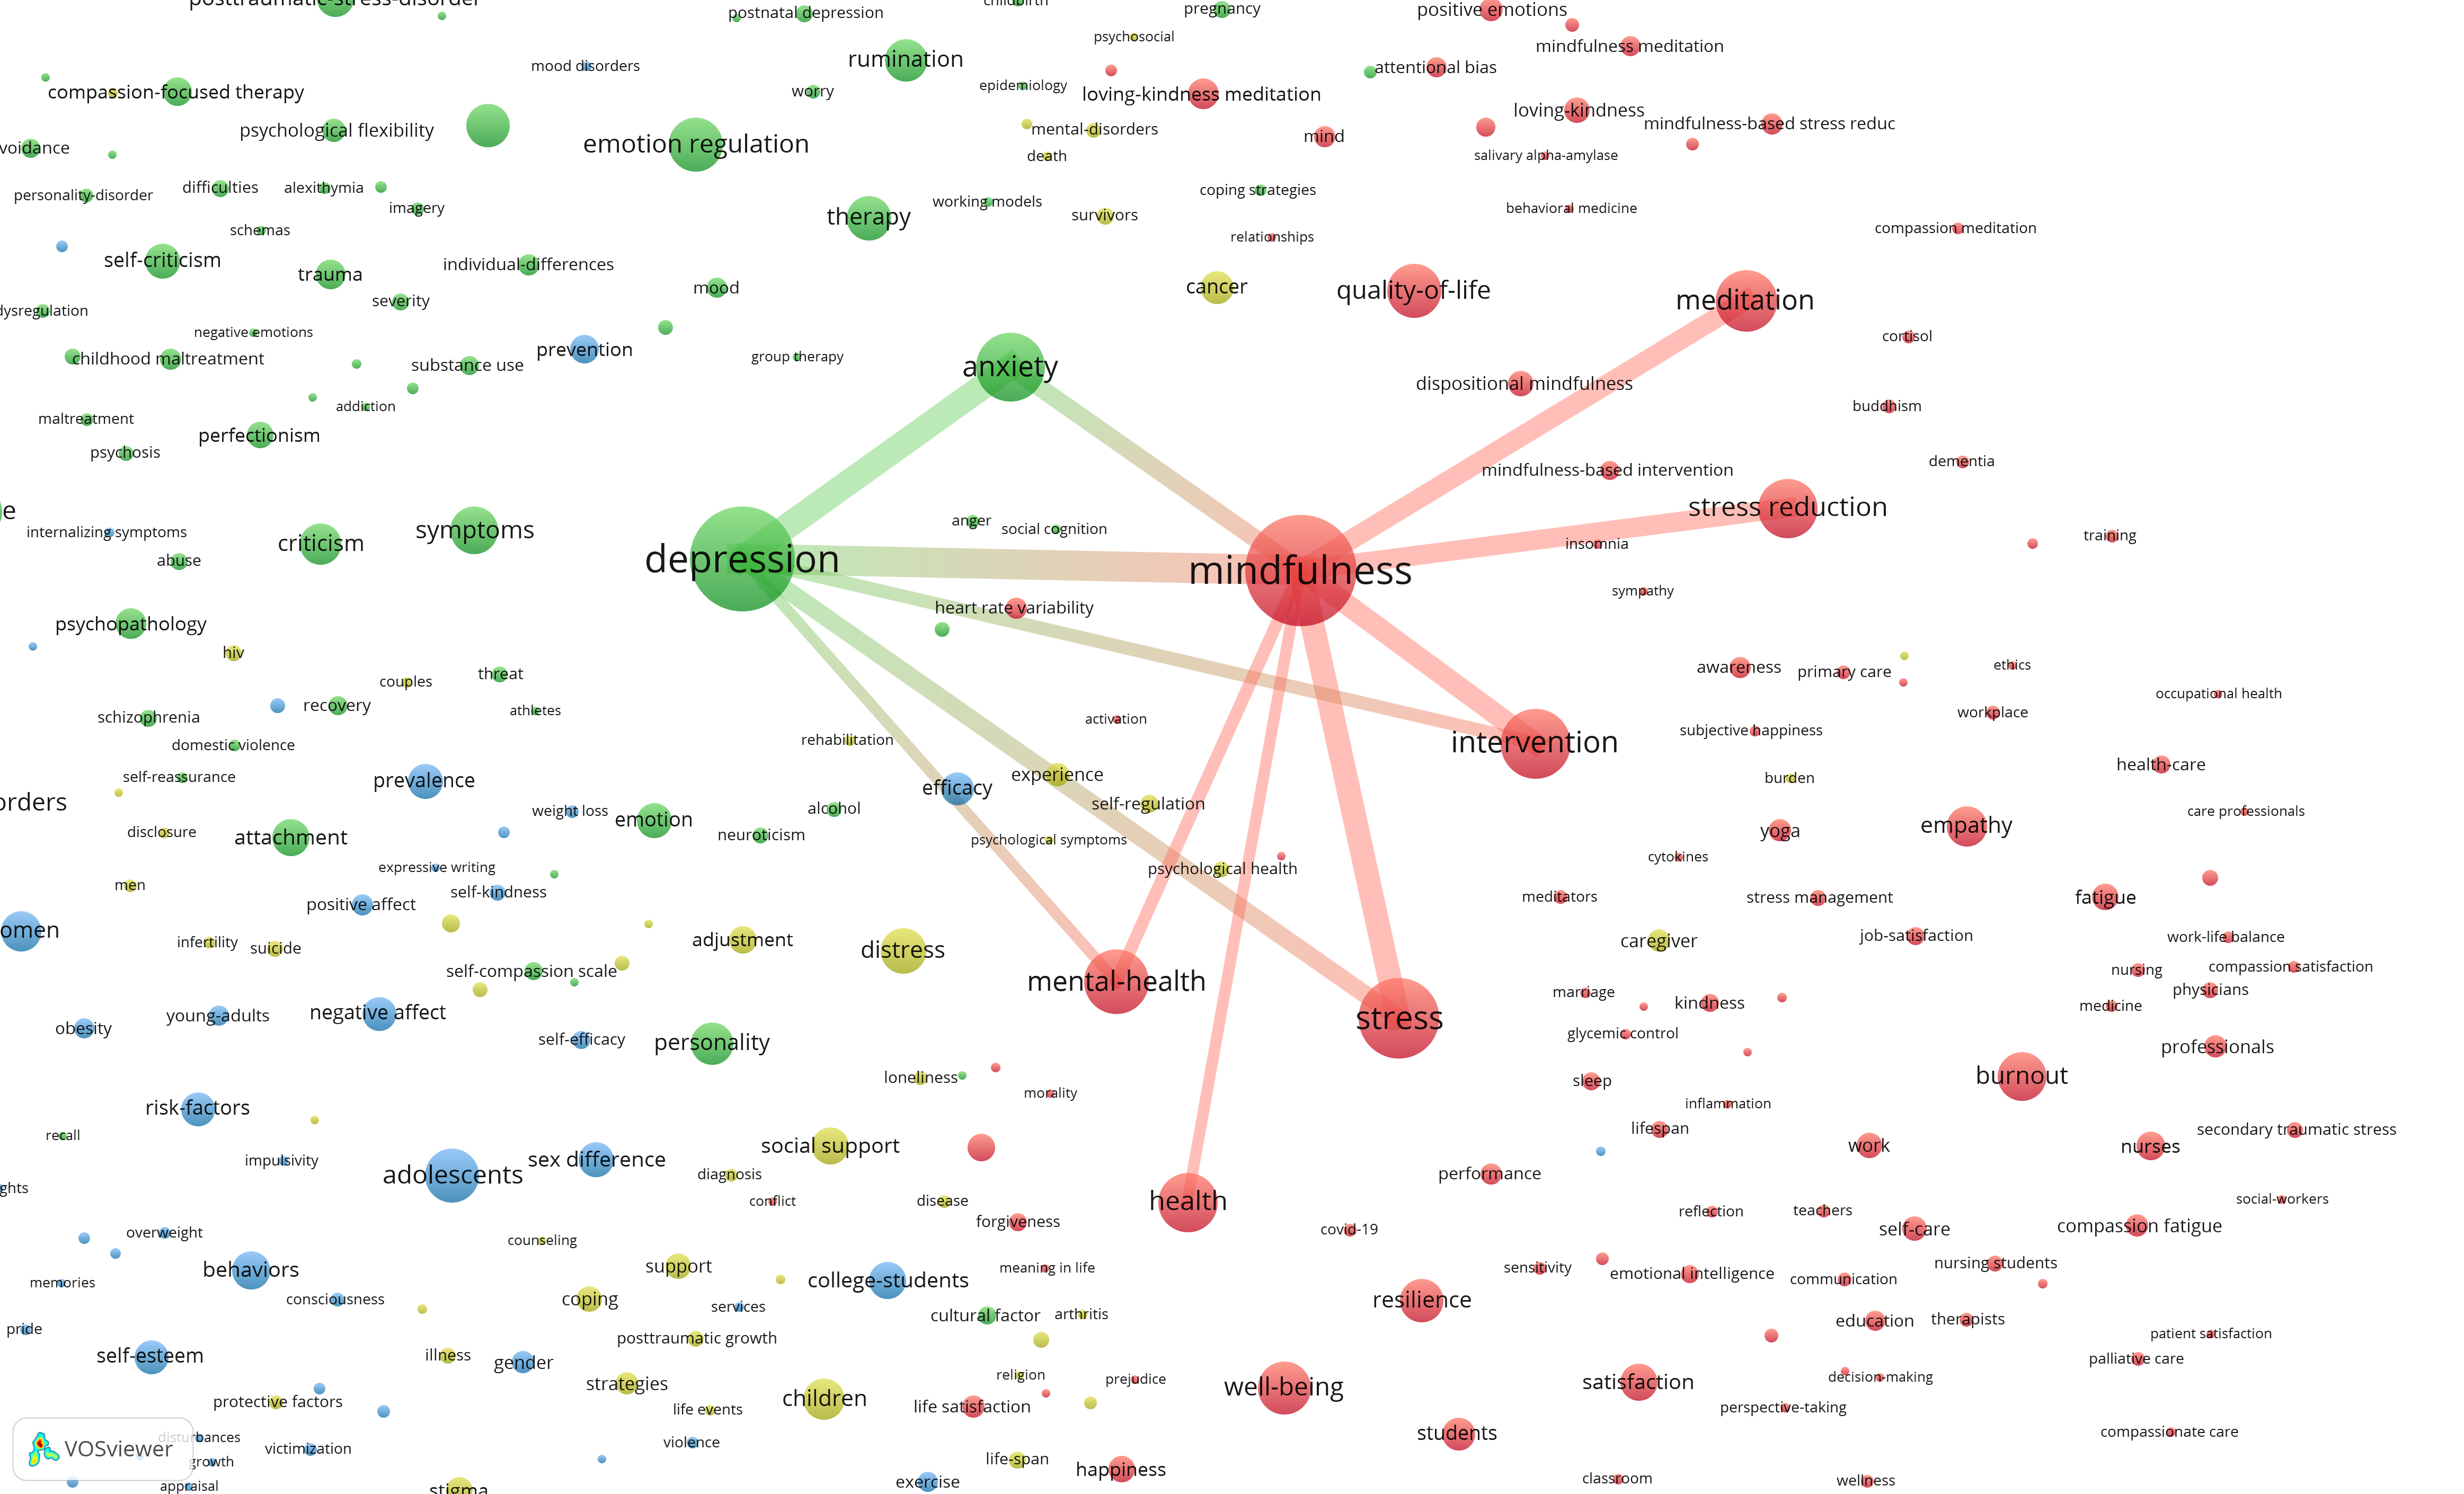 posttraumatic-stress-disorder
postnatal depression
childbirth
pregnancy
positive emotions
psychosocial
mindfulness meditation
rumination
mood disorders
attentional bias
epidemiology
worry
compassion-focused therapy
loving-kindness meditation
loving-kindness
mindfulness-based stress reduc
psychological flexibility
mental-disorders
mind
emotion regulation
voidance
death
salivary alpha-amylase
difficulties
alexithymia
coping strategies
personality-disorder
working models
imagery
behavioral medicine
therapy
survivors
schemas
relationships
compassion meditation
self-criticism
trauma
individual-differences
mood
cancer
quality-of-life
meditation
severity
dysregulation
negative emotions
cortisol
prevention
childhood maltreatment
group therapy
substance use
anxiety
dispositional mindfulness
addiction
buddhism
maltreatment
perfectionism
psychosis
dementia
mindfulness-based intervention
stress reduction
e
anger
social cognition
internalizing symptoms
criticism
symptoms
training
insomnia
abuse
depression
mindfulness
sympathy
heart rate variability
psychopathology
hiv
threat
awareness
primary care
ethics
couples
occupational health
recovery
athletes
schizophrenia
activation
workplace
subjective happiness
domestic violence
rehabilitation
intervention
health-care
self-reassurance
prevalence
experience
burden
efficacy
orders
self-regulation
weight loss
alcohol
care professionals
emotion
empathy
disclosure
attachment
neuroticism
psychological symptoms
yoga
cytokines
expressive writing
psychological health
men
self-kindness
meditators
stress management
fatigue
positive affect
omen
infertility
suicide
adjustment
distress
caregiver
job-satisfaction
work-life balance
self-compassion scale
nursing
compassion satisfaction
mental-health
marriage
physicians
kindness
medicine
young-adults
negative affect
stress
obesity
self-efficacy
personality
glycemic control
professionals
loneliness
sleep
burnout
morality
inflammation
risk-factors
lifespan
secondary traumatic stress
recall
social support
work
nurses
impulsivity
sex difference
adolescents
diagnosis
performance
ghts
conflict
disease
health
social-workers
reflection
teachers
forgiveness
covid-19
self-care
compassion fatigue
overweight
counseling
behaviors
support
meaning in life
sensitivity
emotional intelligence
nursing students
memories
college-students
communication
consciousness
coping
services
resilience
cultural factor
arthritis
education
therapists
pride
posttraumatic growth
patient satisfaction
self-esteem
illness
gender
palliative care
religion
prejudice
decision-making
strategies
well-being
satisfaction
children
protective factors
life events
life satisfaction
perspective-taking
disturbances
violence
students
compassionate care
VOSviewer
victimization
growth
life-span
happiness
classroom
wellness
exercise
appraisal
stigma